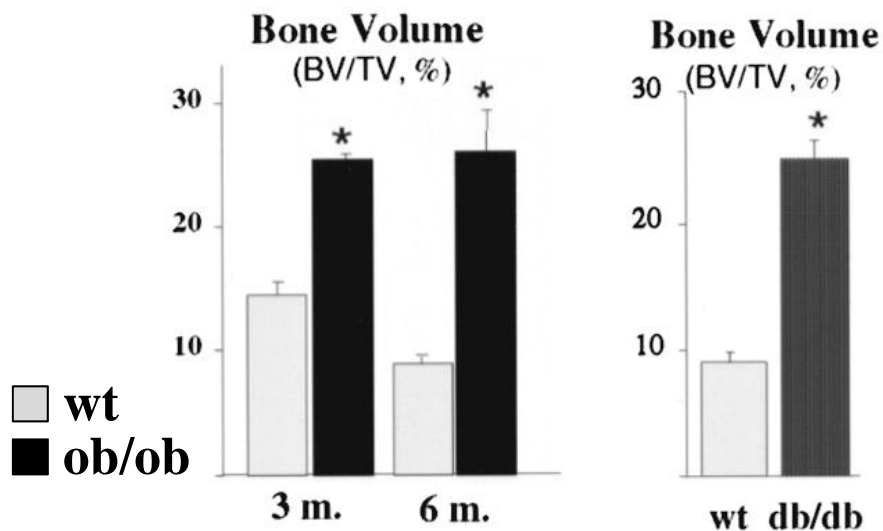 Bone Volume
(BV/TV, %)
30
20
10
*
*
3 m. 6 m.
wt
ob/ob
Bone Volume
(BV/TV, %)
30
20
10
*
wt db/db